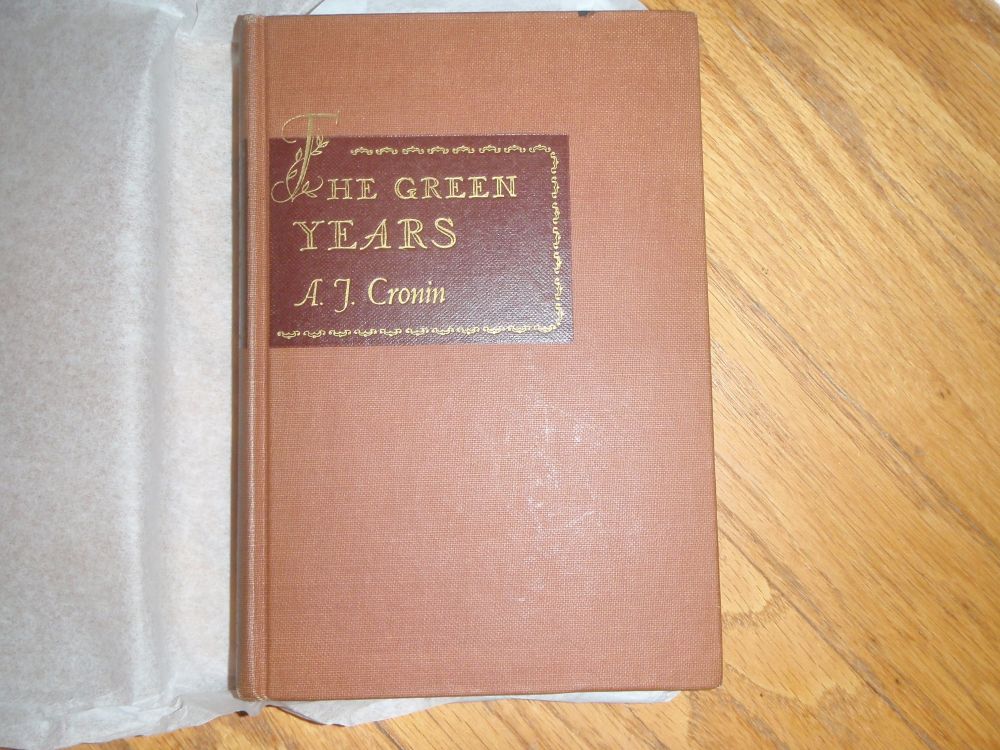 THE GREEN
YEARS
A. J. Cronin